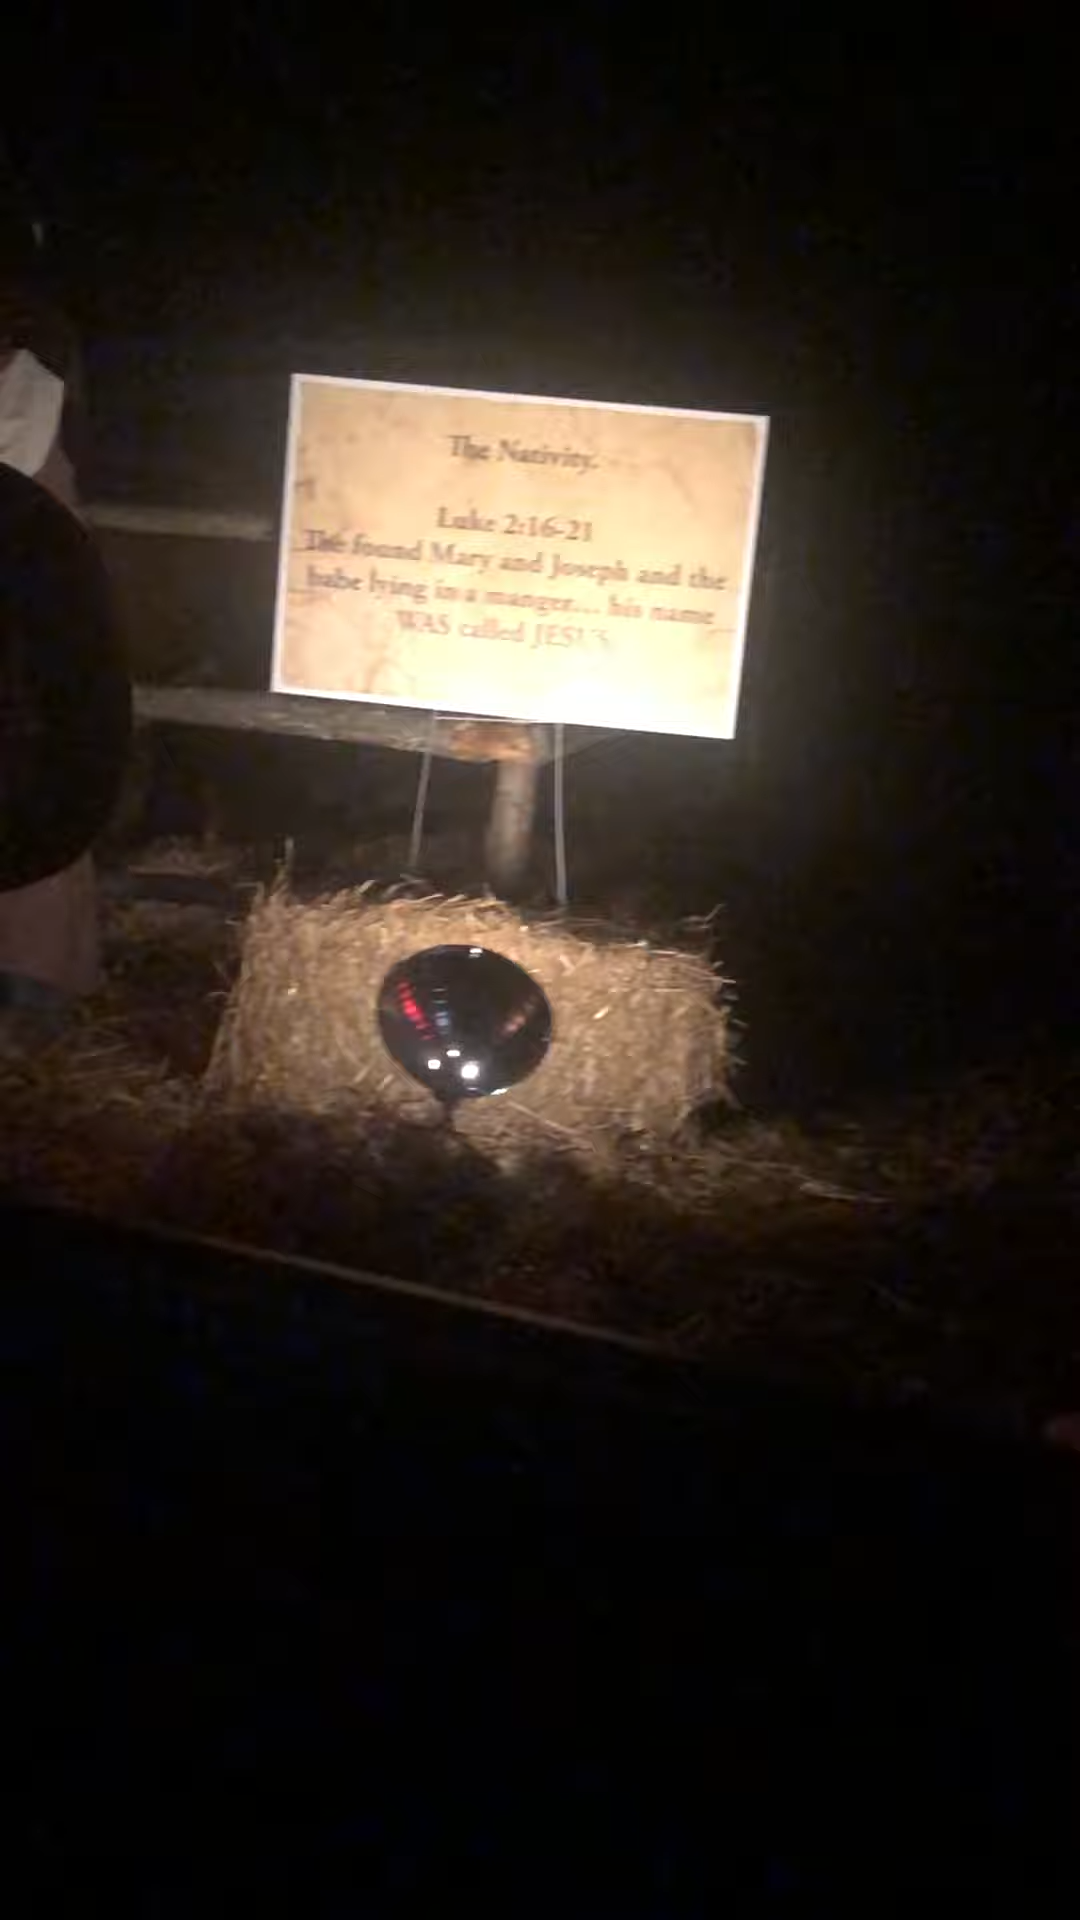 The Nativity.
Luke 2:16-21
The found Mary and Joseph and the
babe lying in a manger... his name
WAS called JESUS